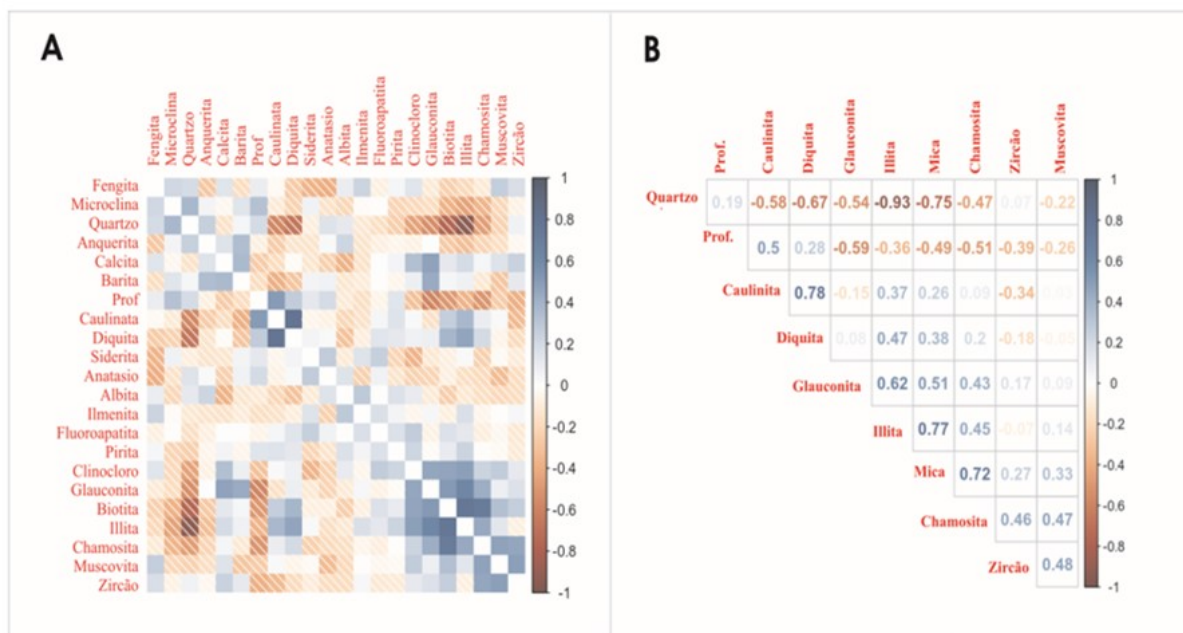 A
Fengita
Microclina
Quartzo
Anquerita
Calcita
Barita
Prof
Caulinata
Diquita
Siderita
Anatasio
Albita
Ilmenita
Fluoroapatita
Pirita
Clinocloro
Glauconita
Biotita
Illita
Chamosita
Muscovita
Zircão
Fengita
Microclina
Quartzo
Anquerita
Calcita
Barita
Prof
Caulinata
Diquita
Siderita
Anatasio
Albita
Ilmenita
Fluoroapatita
Pirita
Clinocloro
Glauconita
Biotita
Illita
Chamosita
Muscovita
Zircão
1
0.8
0.6
0.4
0.2
0
-0.2
-0.4
-0.6
-0.8
-1
B
Prof.
Caulinita
Diquita
Glauconita
Illita
Mica
Chamosita
Zircão
Muscovita
Quartzo 0.19 -0.58 -0.67 -0.54 -0.93 -0.75 -0.47 0.07 -0.22
Prof. 0.5 0.28 -0.59 -0.36 -0.49 -0.51 -0.39 -0.26
Caulinita 0.78 -0.15 0.37 0.26 0.09 -0.34
Diquita 0.08 0.47 0.38 0.2 -0.18
Glauconita 0.62 0.51 0.43 0.17 0.09
Illita 0.77 0.45 -0.07 0.14
Mica 0.72 0.27 0.33
Chamosita 0.46 0.47
Zircão 0.48
1
0.8
0.6
0.4
0.2
0
-0.2
-0.4
-0.6
-0.8
-1